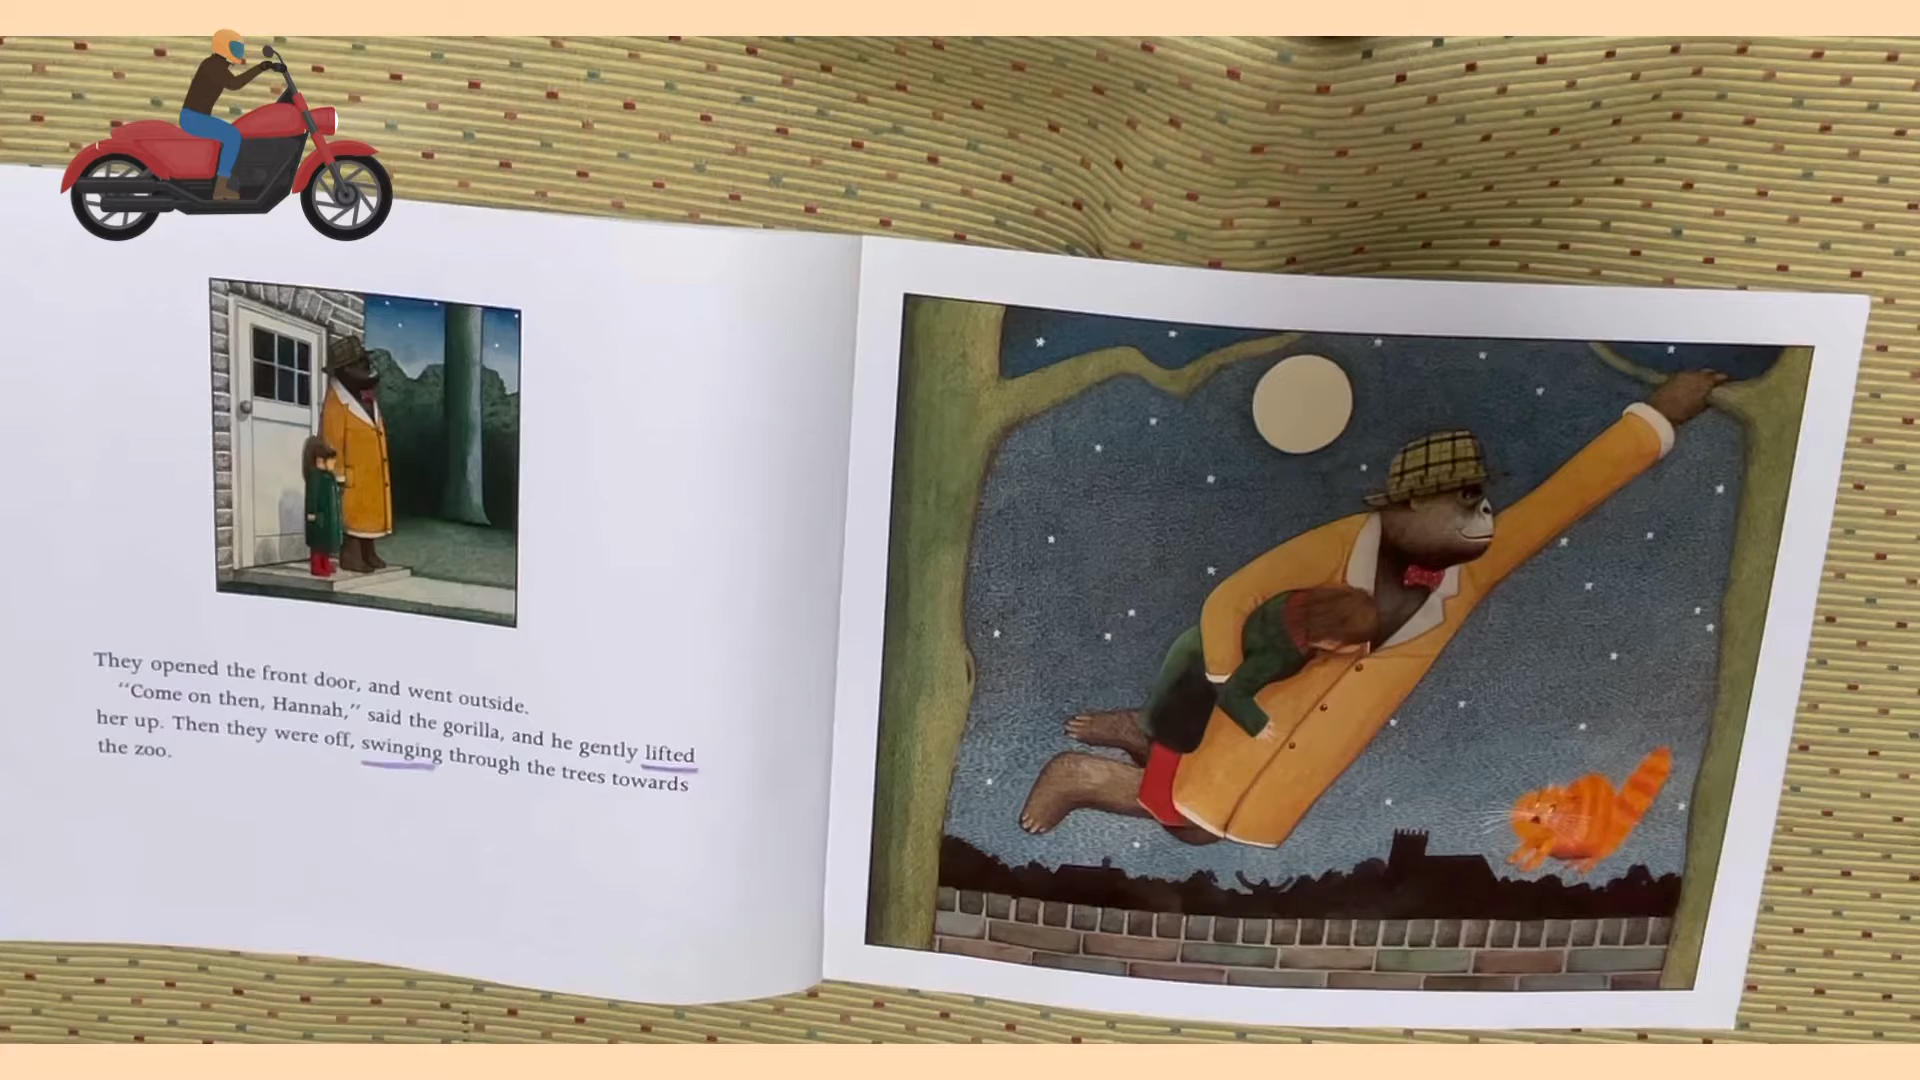 They opened the front door, and went outside.
“Come on then, Hannah,” said the gorilla, and he gently lifted
her up. Then they were off, swinging through the trees towards
the zoo.